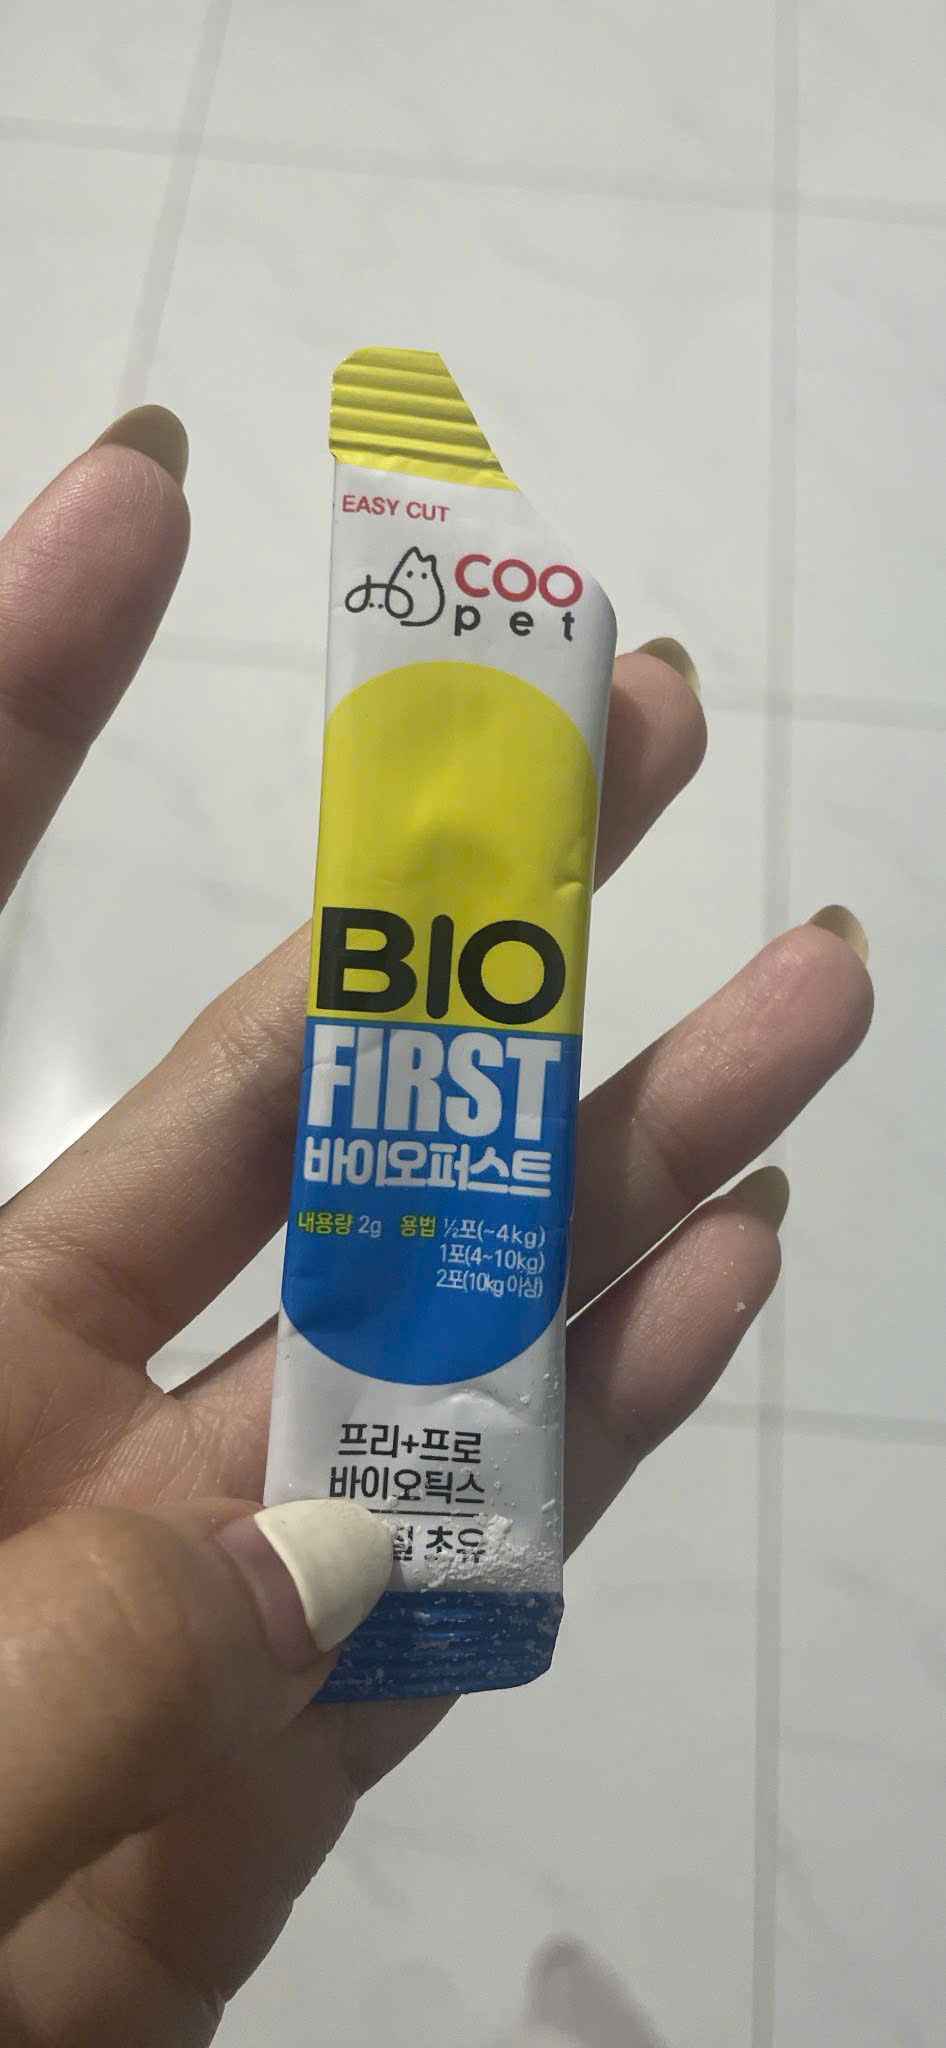 EASY CUT
COO
pet
BIO
FIRST
바이오퍼스트
내용량 2g 용법 ½포(~4kg)
1포(4~10kg)
2포(10kg 이상)
프리+프로
바이오틱스
초유